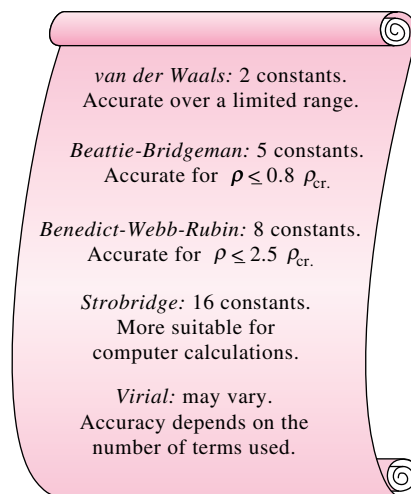 van der Waals: 2 constants.
Accurate over a limited range.
Beattie-Bridgeman: 5 constants.
Accurate for ρ ≤ 0.8 ρcr.
Benedict-Webb-Rubin: 8 constants.
Accurate for ρ ≤ 2.5 ρcr.
Strobridge: 16 constants.
More suitable for
computer calculations.
Virial: may vary.
Accuracy depends on the
number of terms used.